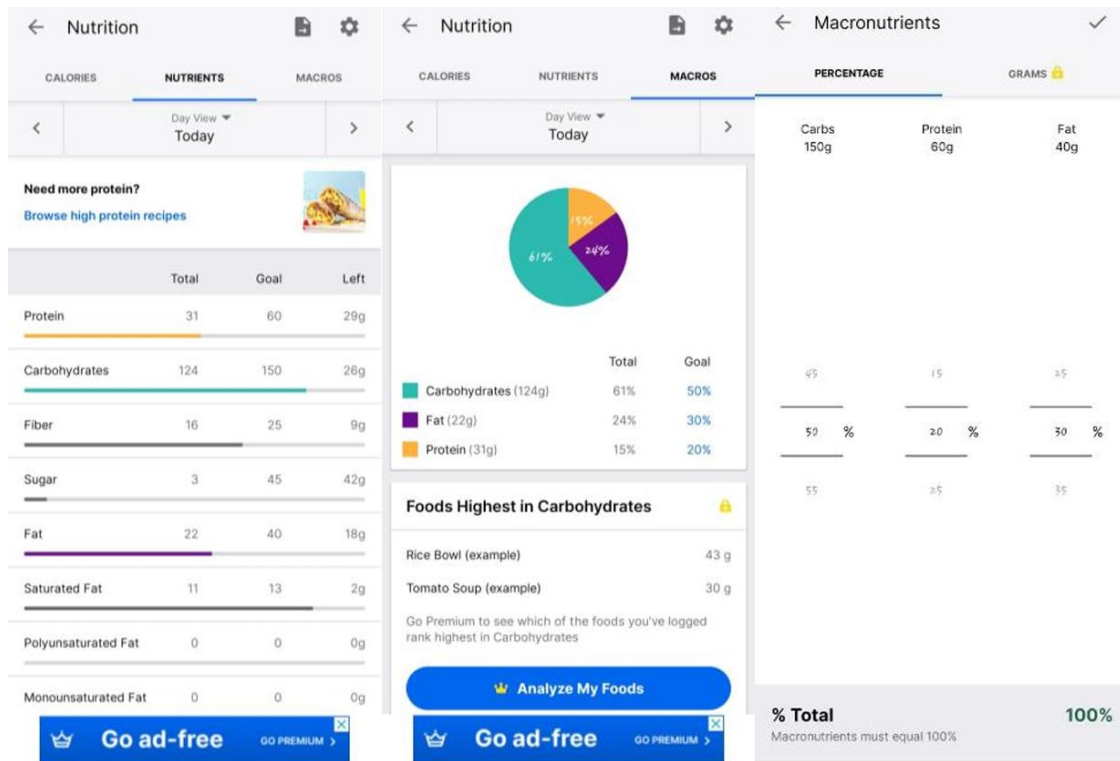 Nutrition
CALORIES NUTRIENTS MACROS
Day View
Today
Need more protein?
Browse high protein recipes
Total Goal Left
Protein 31 60 29g
Carbohydrates 124 150 26g
Fiber 16 25 9g
Sugar 3 45 42g
Fat 22 40 18g
Saturated Fat 11 13 2g
Polyunsaturated Fat 0 0 0g
Monounsaturated Fat 0 0 0g
Go ad-free GO PREMIUM
Nutrition
CALORIES NUTRIENTS MACROS
Day View
Today
15%
24%
61%
Total Goal
Carbohydrates (124g) 61% 50%
Fat (22g) 24% 30%
Protein (31g) 15% 20%
Foods Highest in Carbohydrates
Rice Bowl (example) 43 g
Tomato Soup (example) 30 g
Go Premium to see which of the foods you've logged
rank highest in Carbohydrates
Analyze My Foods
Go ad-free GO PREMIUM
Macronutrients
PERCENTAGE GRAMS
Carbs Protein Fat
150g 60g 40g
45 15 25
50 % 20 % 30 %
55 25 35
% Total 100%
Macronutrients must equal 100%